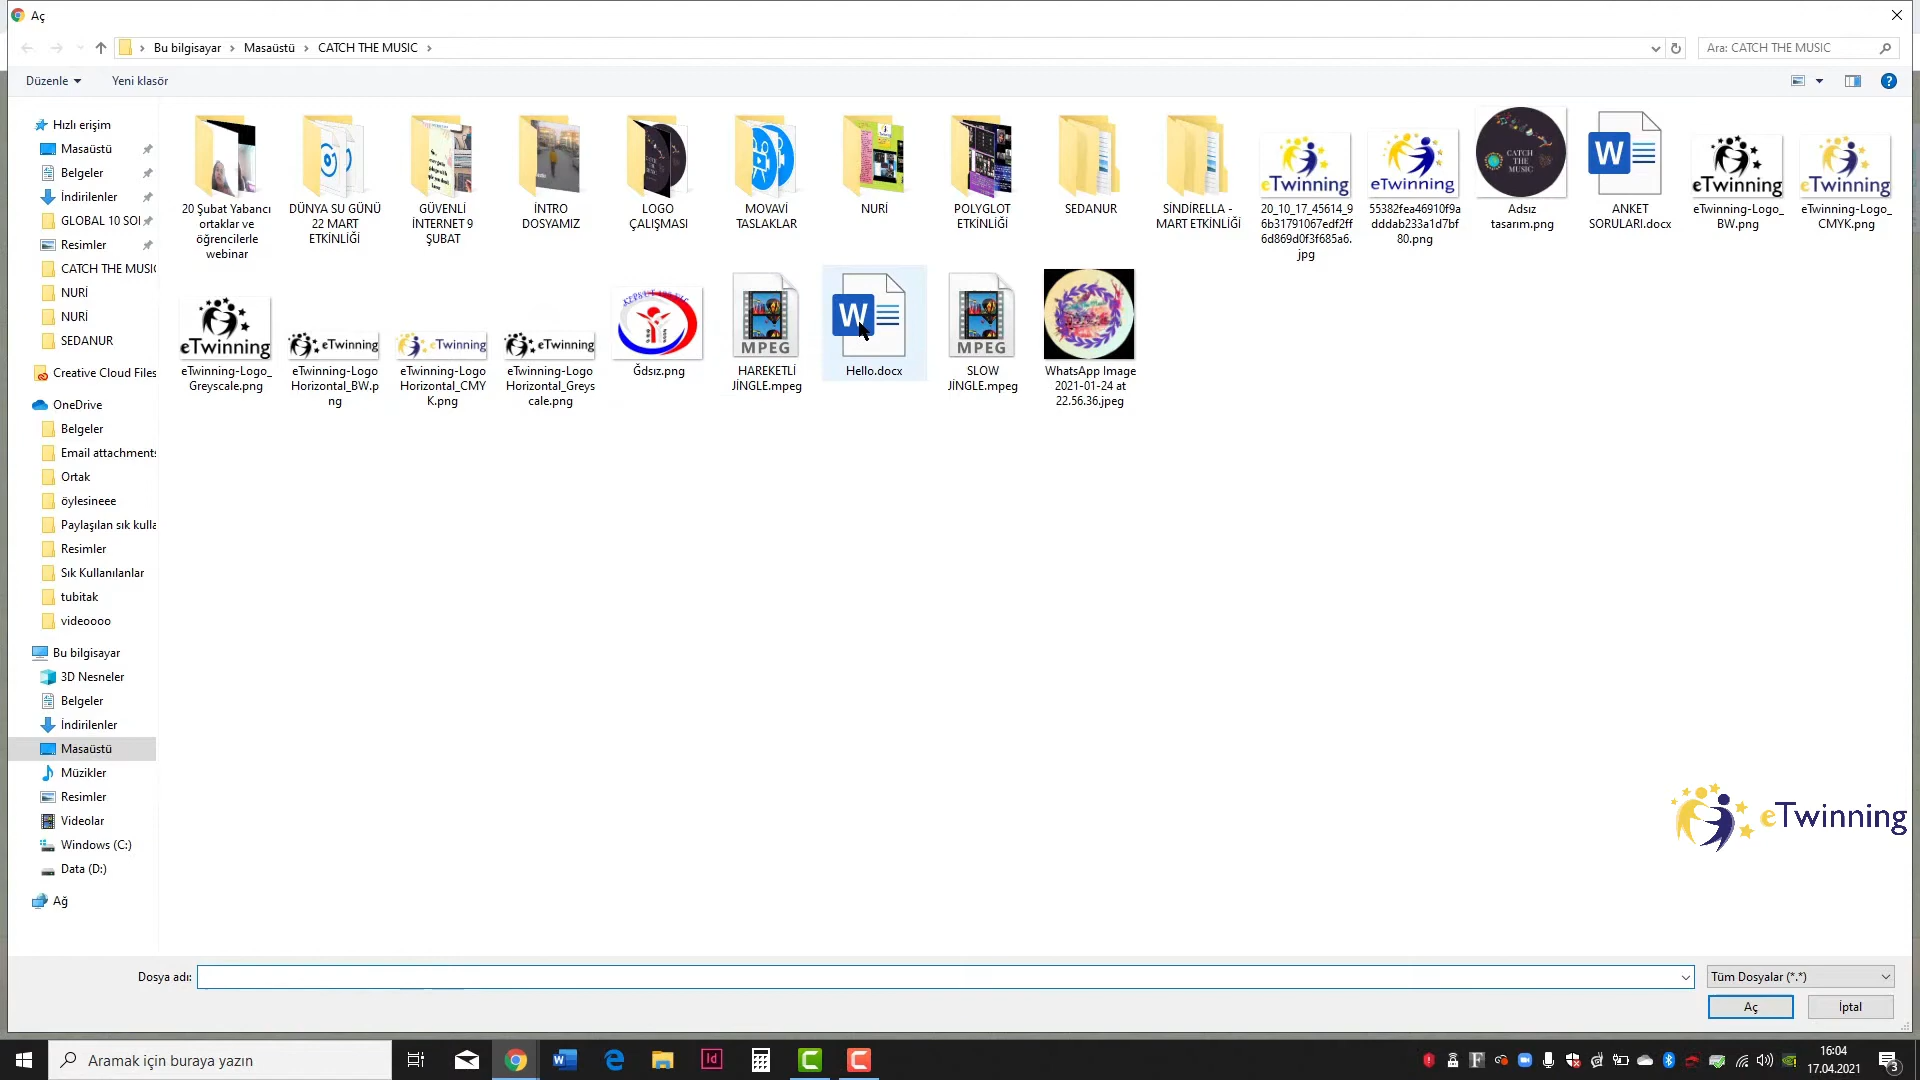 Aç
Bu bilgisayar > Masaüstü > CATCH THE MUSIC >
Ara: CATCH THE MUSIC
Düzenle
Yeni klasör
Hızlı erişim
Masaüstü
Belgeler
İndirilenler
GLOBAL 10 SOI
Resimler
CATCH THE MUSIC
NURİ
NURİ
SEDANUR
Creative Cloud Files
OneDrive
Belgeler
Email attachments
Ortak
öylesineee
Paylaşılan sık kulla
Resimler
Sık Kullanılanlar
tubitak
videoooo
Bu bilgisayar
3D Nesneler
Belgeler
İndirilenler
Masaüstü
Müzikler
Resimler
Videolar
Windows (C:)
Data (D:)
Ağ
20 Şubat Yabancı
ortaklar ve
öğrencilerle
webinar
DÜNYA SU GÜNÜ
22 MART
ETKİNLİĞİ
GÜVENLİ
İNTERNET 9
ŞUBAT
İNTRO
DOSYAMIZ
LOGO
ÇALIŞMASI
MOVAVİ
TASLAKLAR
NURİ
POLYGLOT
ETKİNLİĞİ
SEDANUR
SİNDİRELLA -
MART ETKİNLİĞİ
eTwinning
20_10_17_45614_9
6b31791067edf2ff
6d869d0f3f685a6.
jpg
eTwinning
55382fea46910f9a
dddab233a1d7bf
80.png
CATCH
THE
MUSIC
Adsız
tasarım.png
W
ANKET
SORULARI.docx
eTwinning
eTwinning-Logo_
BW.png
eTwinning
eTwinning-Logo_
CMYK.png
eTwinning
eTwinning-Logo_
Greyscale.png
eTwinning
eTwinning-Logo
Horizontal_BW.p
ng
eTwinning
eTwinning-Logo
Horizontal_CMY
K.png
eTwinning
eTwinning-Logo
Horizontal_Greys
cale.png
Ğdsız.png
MPEG
HAREKETLİ
JİNGLE.mpeg
W
Hello.docx
MPEG
SLOW
JİNGLE.mpeg
WhatsApp Image
2021-01-24 at
22.56.36.jpeg
eTwinning
Dosya adı:
Tüm Dosyalar (*.*)
Aç
İptal
Aramak için buraya yazın
16:04
17.04.2021
3